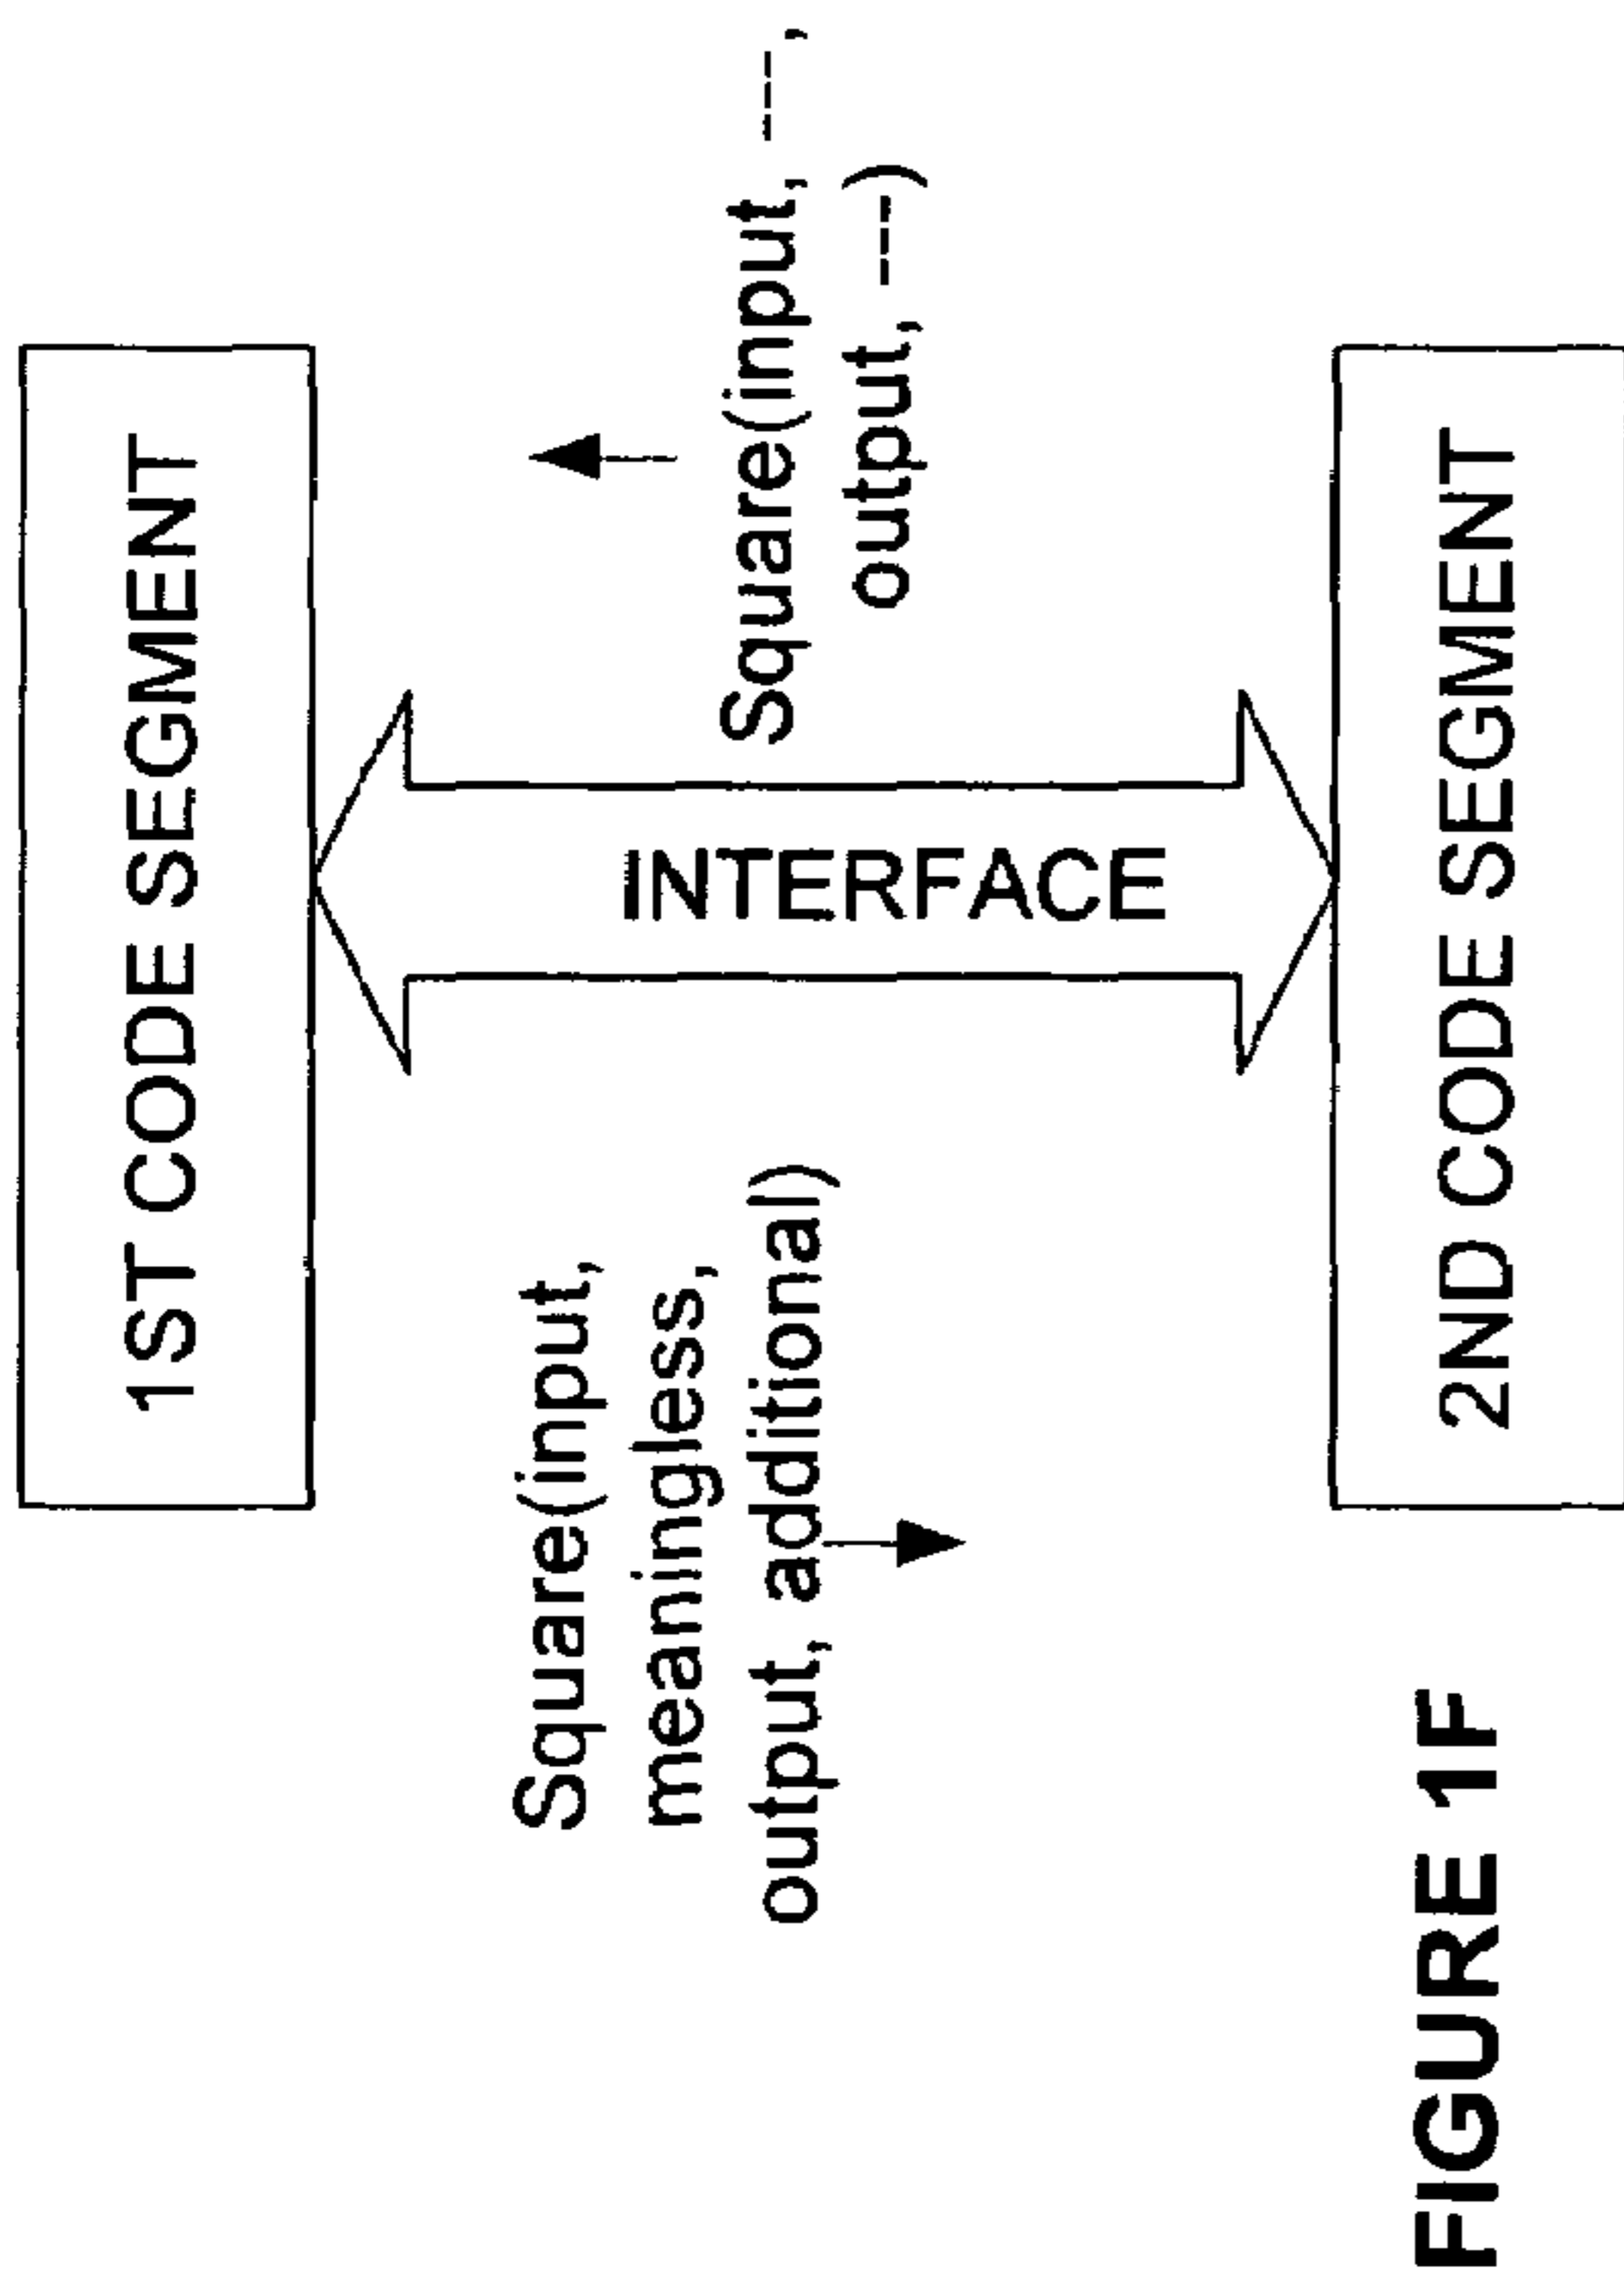 1ST CODE SEGMENT
Square(input,
meaningless,
output, additional)
INTERFACE
Square(input, ---,
output, ---)
2ND CODE SEGMENT
FIGURE 1F